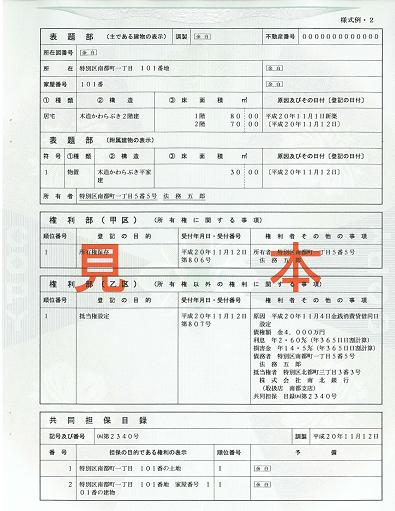 様式例・2
表題部 (主である建物の表示) 調製 余白 不動産番号 0000000000000
所在図番号 余白
所在 特別区南都町一丁目 101番地
家屋番号 101番
①種類 ②構造 ③床面積 ㎡ 原因及びその日付〔登記の日付〕
居宅 木造かわらぶき2階建 1階 80 00 平成20年11月1日新築
2階 70 00 〔平成20年11月12日〕
表題部 (附属建物の表示)
符号 ①種類 ②構造 ③床面積 ㎡ 原因及びその日付〔登記の日付〕
1 物置 木造かわらぶき平家建 30 00 〔平成20年11月12日〕
所有者 特別区南都町一丁目5番5号 法務五郎
権利部(甲区) (所有権に関する事項)
順位番号 登記の目的 受付年月日・受付番号 権利者その他の事項
1 所有権保存 平成20年11月12日 所有者 特別区南都町一丁目5番5号
第806号 法務五郎
見本
権利部(乙区) (所有権以外の権利に関する事項)
順位番号 登記の目的 受付年月日・受付番号 権利者その他の事項
1 抵当権設定 平成20年11月12日 原因 平成20年11月4日金銭消費貸借同日
第807号 設定
債権額 金4,000万円
利息 年2・60%(年365日日割計算)
損害金 年14・5%(年365日日割計算)
債務者 特別区南都町一丁目5番5号
法務五郎
抵当権者 特別区北都町三丁目3番3号
株式会社南北銀行
(取扱店 南都支店)
共同担保 目録(い)第2340号
共同担保目録
記号及び番号 (い)第2340号 調製 平成20年11月12日
番号 担保の目的である権利の表示 順位番号 予備
1 特別区南都町一丁目 101番の土地 1 余白
2 特別区南都町一丁目 101番地 家屋番号 1 1 余白
01番の建物